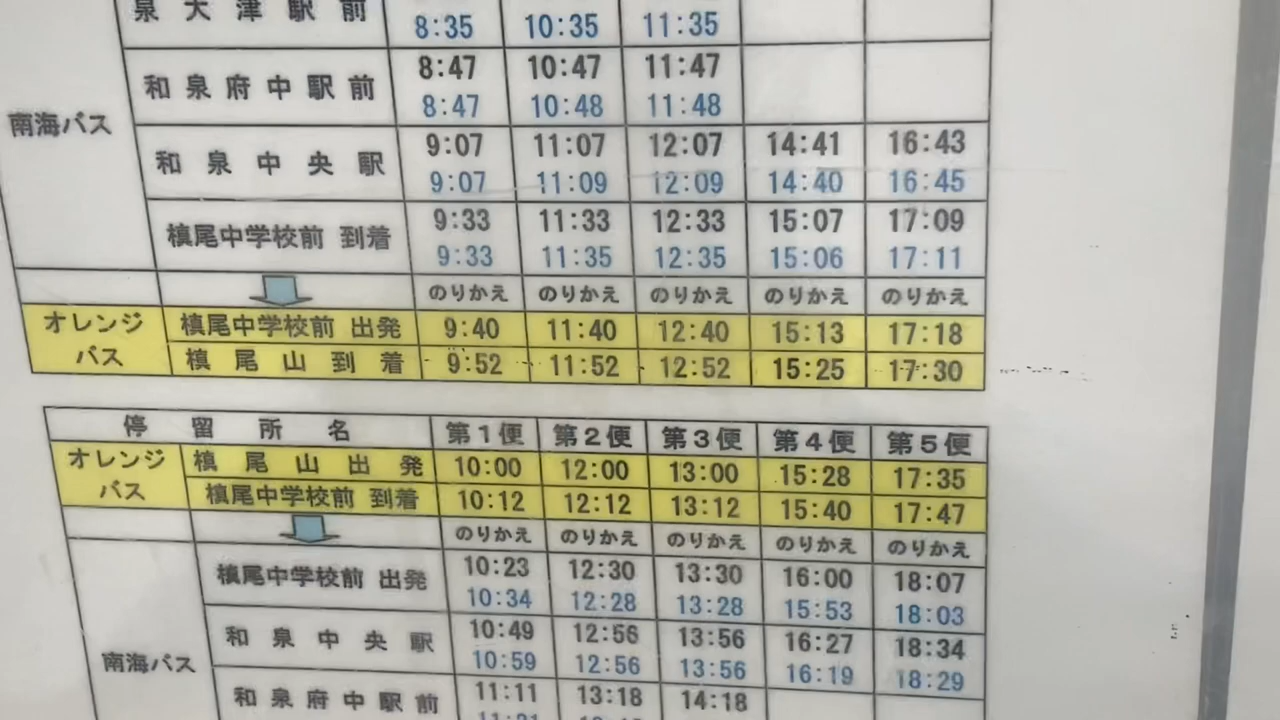 泉大津駅前
8:35 10:35 11:35
南海バス
和泉府中駅前
8:47 10:47 11:47
8:47 10:48 11:48
和泉中央駅
9:07 11:07 12:07 14:41 16:43
9:07 11:09 12:09 14:40 16:45
槙尾中学校前 到着
9:33 11:33 12:33 15:07 17:09
9:33 11:35 12:35 15:06 17:11
のりかえ のりかえ のりかえ のりかえ のりかえ
オレンジ
バス
槙尾中学校前 出発 9:40 11:40 12:40 15:13 17:18
槙尾山到着 9:52 11:52 12:52 15:25 17:30
停留所名 第1便 第2便 第3便 第4便 第5便
オレンジ
バス
槙尾山出発 10:00 12:00 13:00 15:28 17:35
槙尾中学校前 到着 10:12 12:12 13:12 15:40 17:47
のりかえ のりかえ のりかえ のりかえ のりかえ
南海バス
槙尾中学校前 出発
10:23 12:30 13:30 16:00 18:07
10:34 12:28 13:28 15:53 18:03
和泉中央駅
10:49 12:56 13:56 16:27 18:34
10:59 12:56 13:56 16:19 18:29
和泉府中駅前
11:11 13:18 14:18